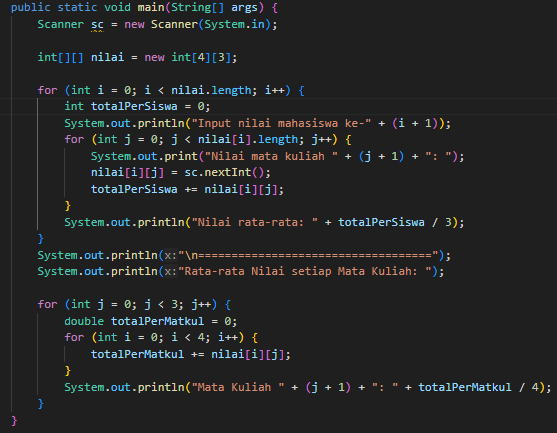 public static void main(String[] args) {
    Scanner sc = new Scanner(System.in);
    int[][] nilai = new int[4][3];
    for (int i = 0; i < nilai.length; i++) {
        int totalPerSiswa = 0;
        System.out.println("Input nilai mahasiswa ke-" + (i + 1));
        for (int j = 0; j < nilai[i].length; j++) {
            System.out.print("Nilai mata kuliah " + (j + 1) + ": ");
            nilai[i][j] = sc.nextInt();
            totalPerSiswa += nilai[i][j];
        }
        System.out.println("Nilai rata-rata: " + totalPerSiswa / 3);
    }
    System.out.println(x:"\n===================================");
    System.out.println(x:"Rata-rata Nilai setiap Mata Kuliah: ");
    for (int j = 0; j < 3; j++) {
        double totalPerMatkul = 0;
        for (int i = 0; i < 4; i++) {
            totalPerMatkul += nilai[i][j];
        }
        System.out.println("Mata Kuliah " + (j + 1) + ": " + totalPerMatkul / 4);
    }
}